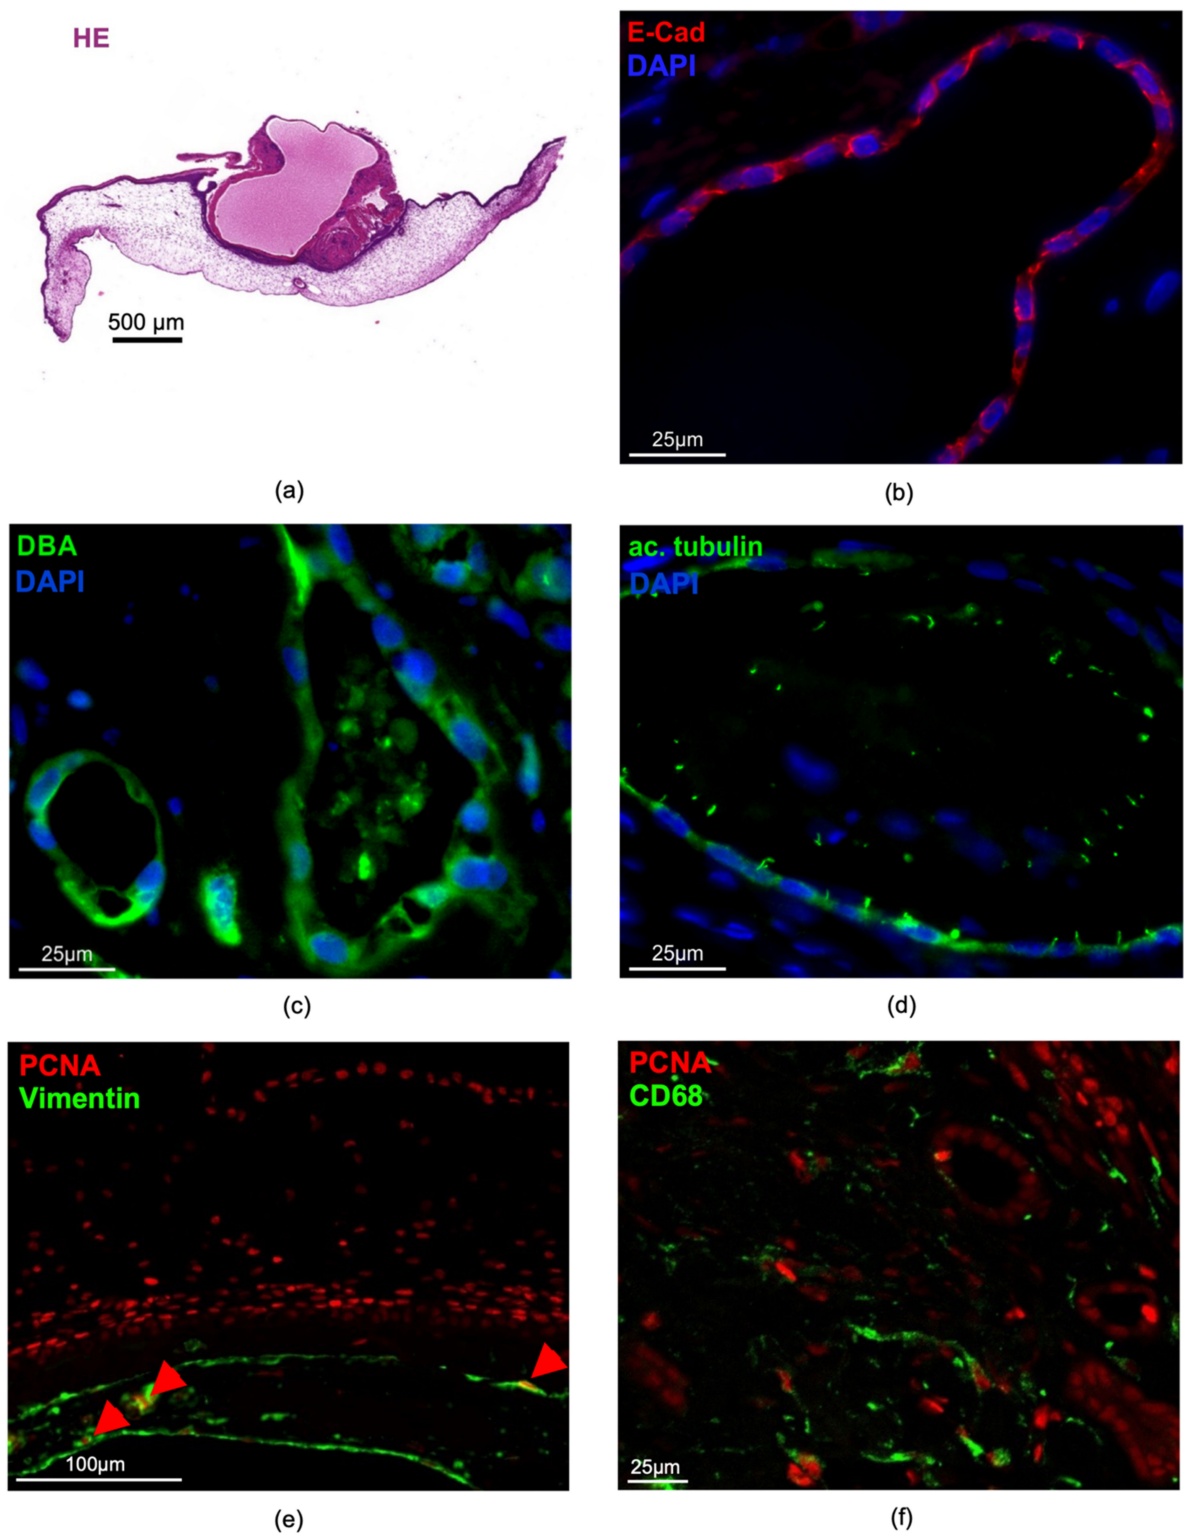 HE
500 µm
(a)
E-Cad
DAPI
25µm
(b)
DBA
DAPI
25µm
(c)
ac. tubulin
DAPI
25µm
(d)
PCNA
Vimentin
100µm
(e)
PCNA
CD68
25µm
(f)